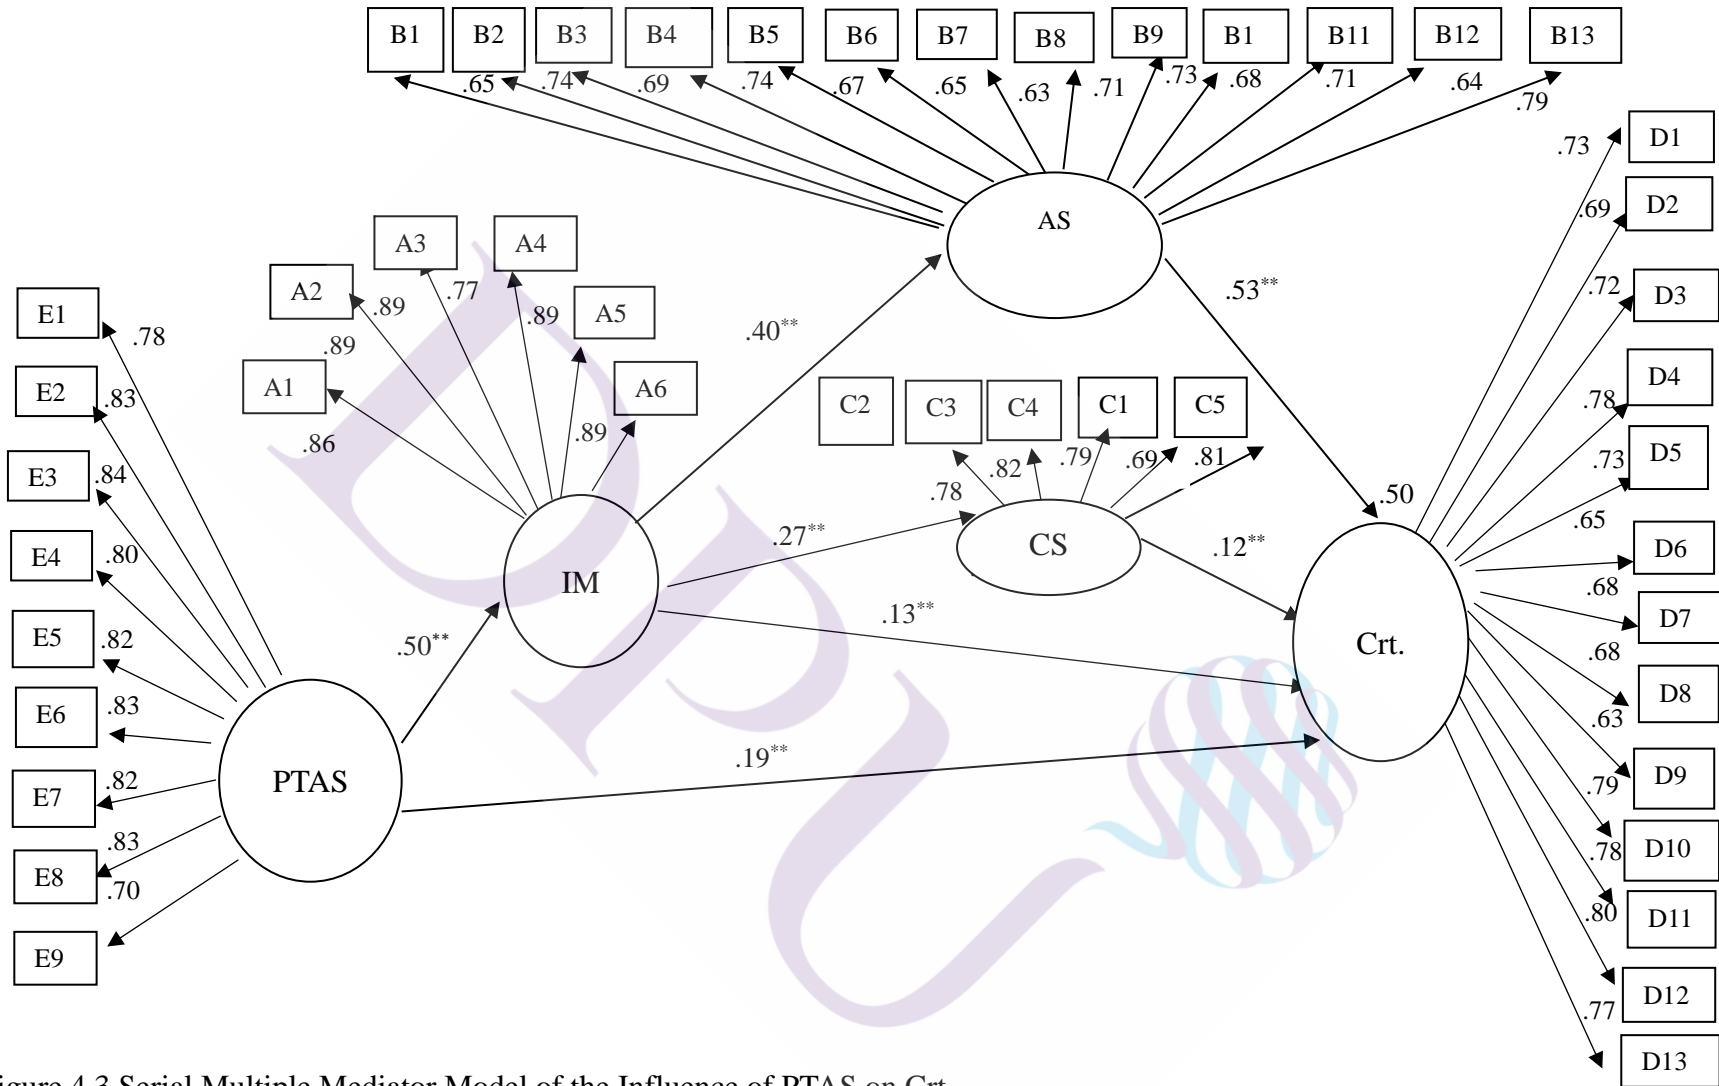 B1 B2 B3 B4 B5 B6 B7 B8 B9 B1 B11 B12 B13
.65 .74 .69 .74 .67 .65 .63 .71 .73 .68 .71 .64 .79
AS
A1 A2 A3 A4 A5 A6
.86 .89 .89 .77 .89 .89
IM
E1 .78
E2 .83
E3 .84
E4 .80
E5 .82
E6 .83
E7 .82
E8 .83
E9 .70
PTAS
.50**
.40**
.27**
.13**
.19**
C2 C3 C4 C1 C5
.78 .82 .79 .69 .81
CS
.53**
.12**
.50
Crt.
.73 D1
.69 D2
.72 D3
.78 D4
.73 D5
.65 D6
.68 D7
.68 D8
.63 D9
.79 D10
.78 D11
.80 D12
.77 D13
DPU
igure 4.3 Serial Multiple Mediator Model of the Influence of PTAS on Crt.